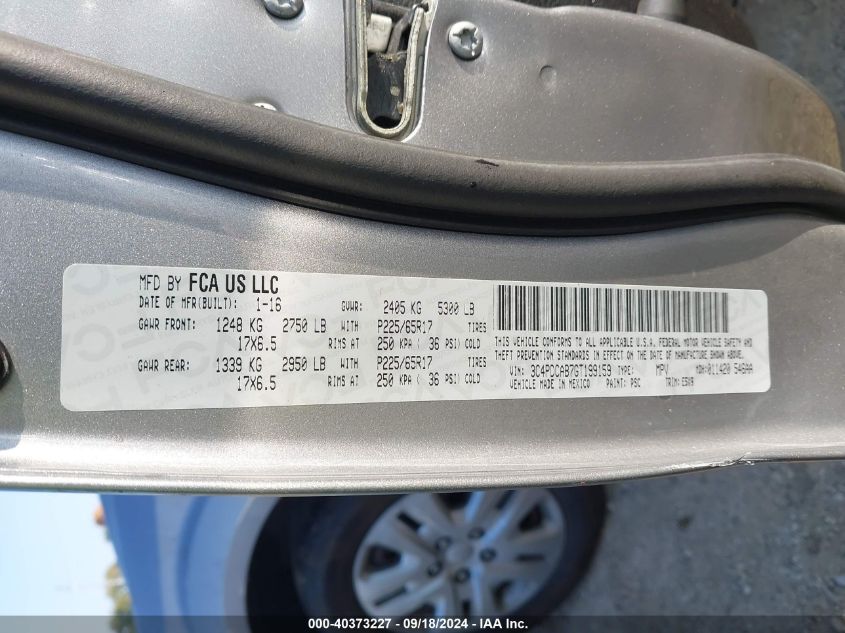 MFD BY FCA US LLC
DATE OF MFR(BUILT): 1-16 GVWR: 2405 KG 5300 LB
GAWR FRONT: 1248 KG 2750 LB WITH P225/65R17 TIRES
17X6.5 RIMS AT 250 KPA ( 36 PSI) COLD
GAWR REAR: 1339 KG 2950 LB WITH P225/65R17 TIRES
17X6.5 RIMS AT 250 KPA ( 36 PSI) COLD
THIS VEHICLE CONFORMS TO ALL APPLICABLE U.S.A. FEDERAL MOTOR VEHICLE SAFETY AND
THEFT PREVENTION STANDARDS IN EFFECT ON THE DATE OF MANUFACTURE SHOWN ABOVE.
VIN: 3C4PDCAB7GT199159 TYPE: MPV MDH: 011420 546AA
VEHICLE MADE IN MEXICO PAINT: PSC TRIM:
000-40373227 - 09/18/2024 - IAA Inc.